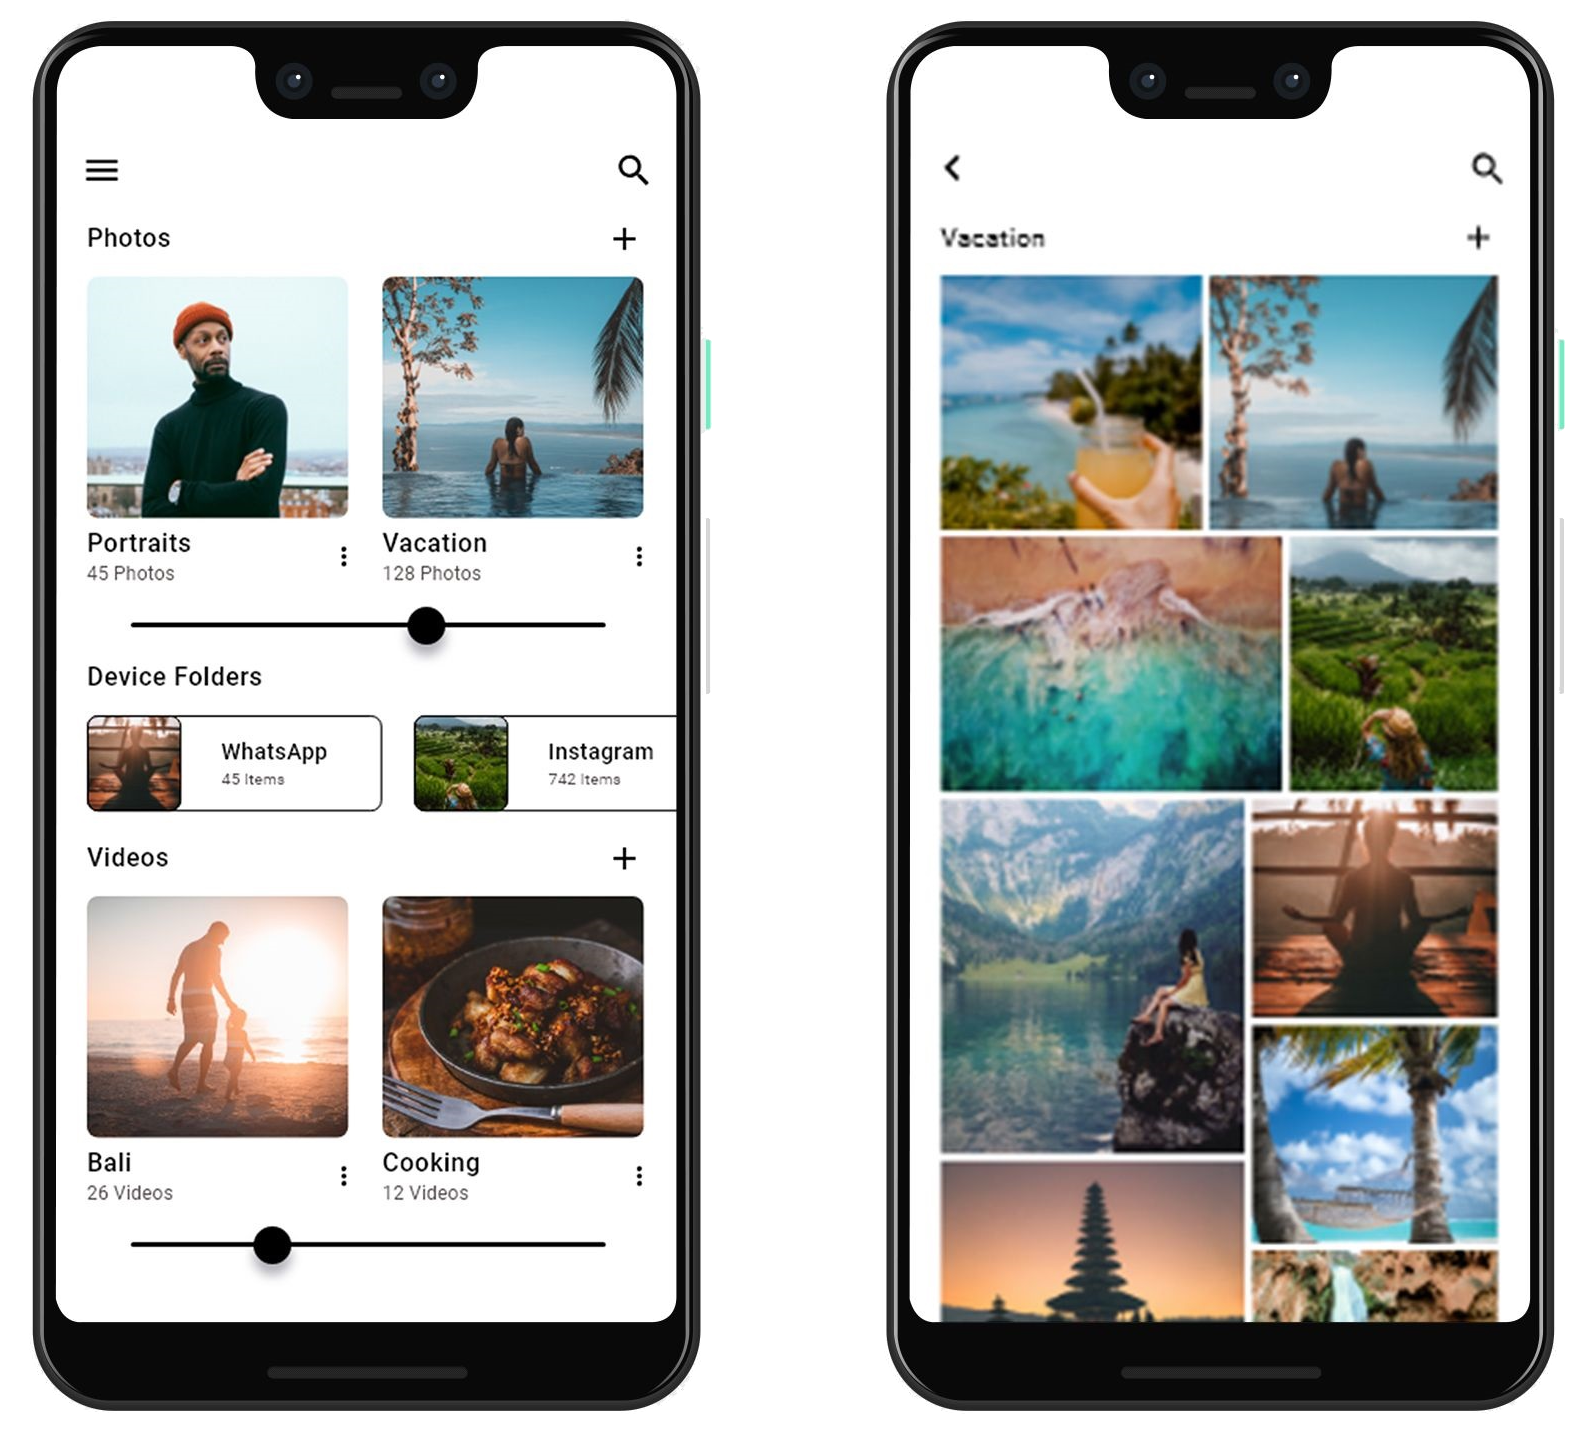 Photos
Portraits
45 Photos
Vacation
128 Photos
Device Folders
WhatsApp
45 Items
Instagram
742 Items
Videos
Bali
26 Videos
Cooking
12 Videos
Vacation